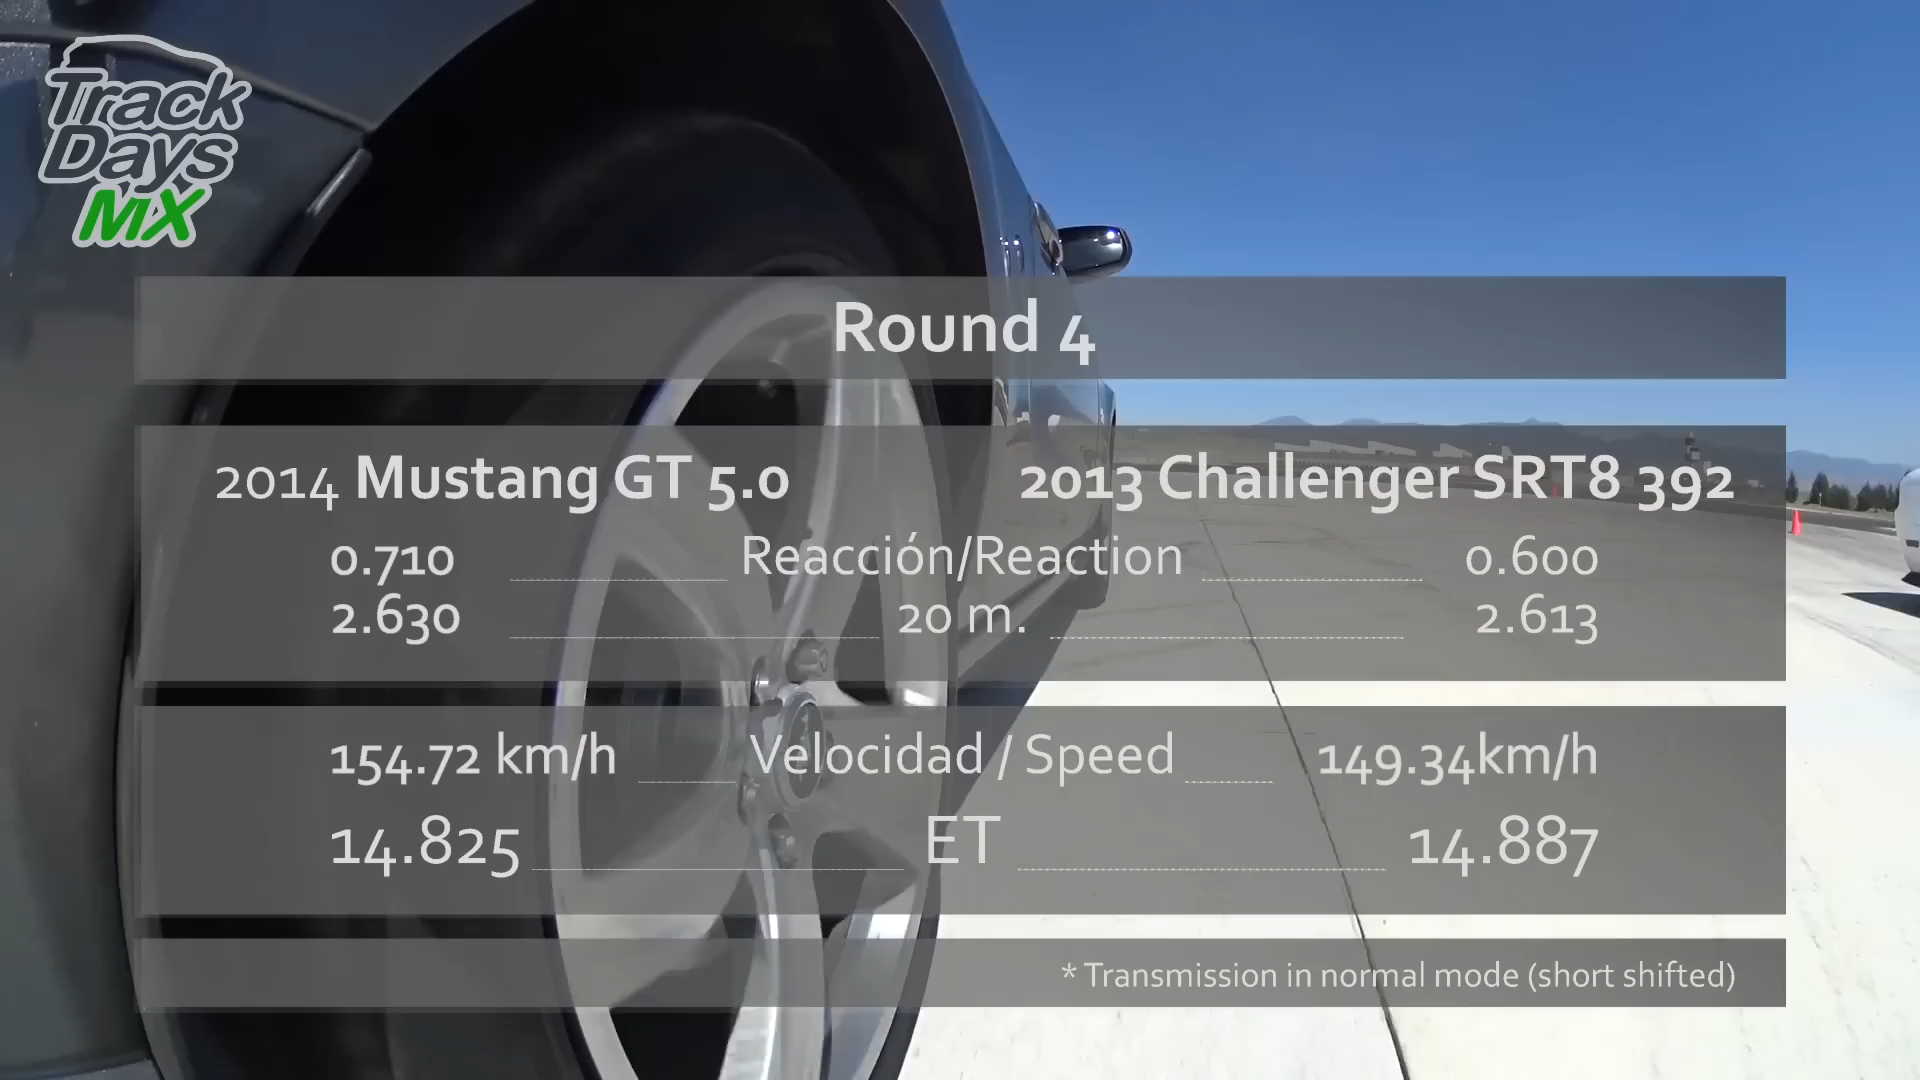 Track
Days
MX
Round 4
2014 Mustang GT 5.0 2013 Challenger SRT8 392
0.710 Reacción/Reaction 0.600
2.630 20 m. 2.613
154.72 km/h Velocidad / Speed 149.34km/h
14.825 ET 14.887
* Transmission in normal mode (short shifted)